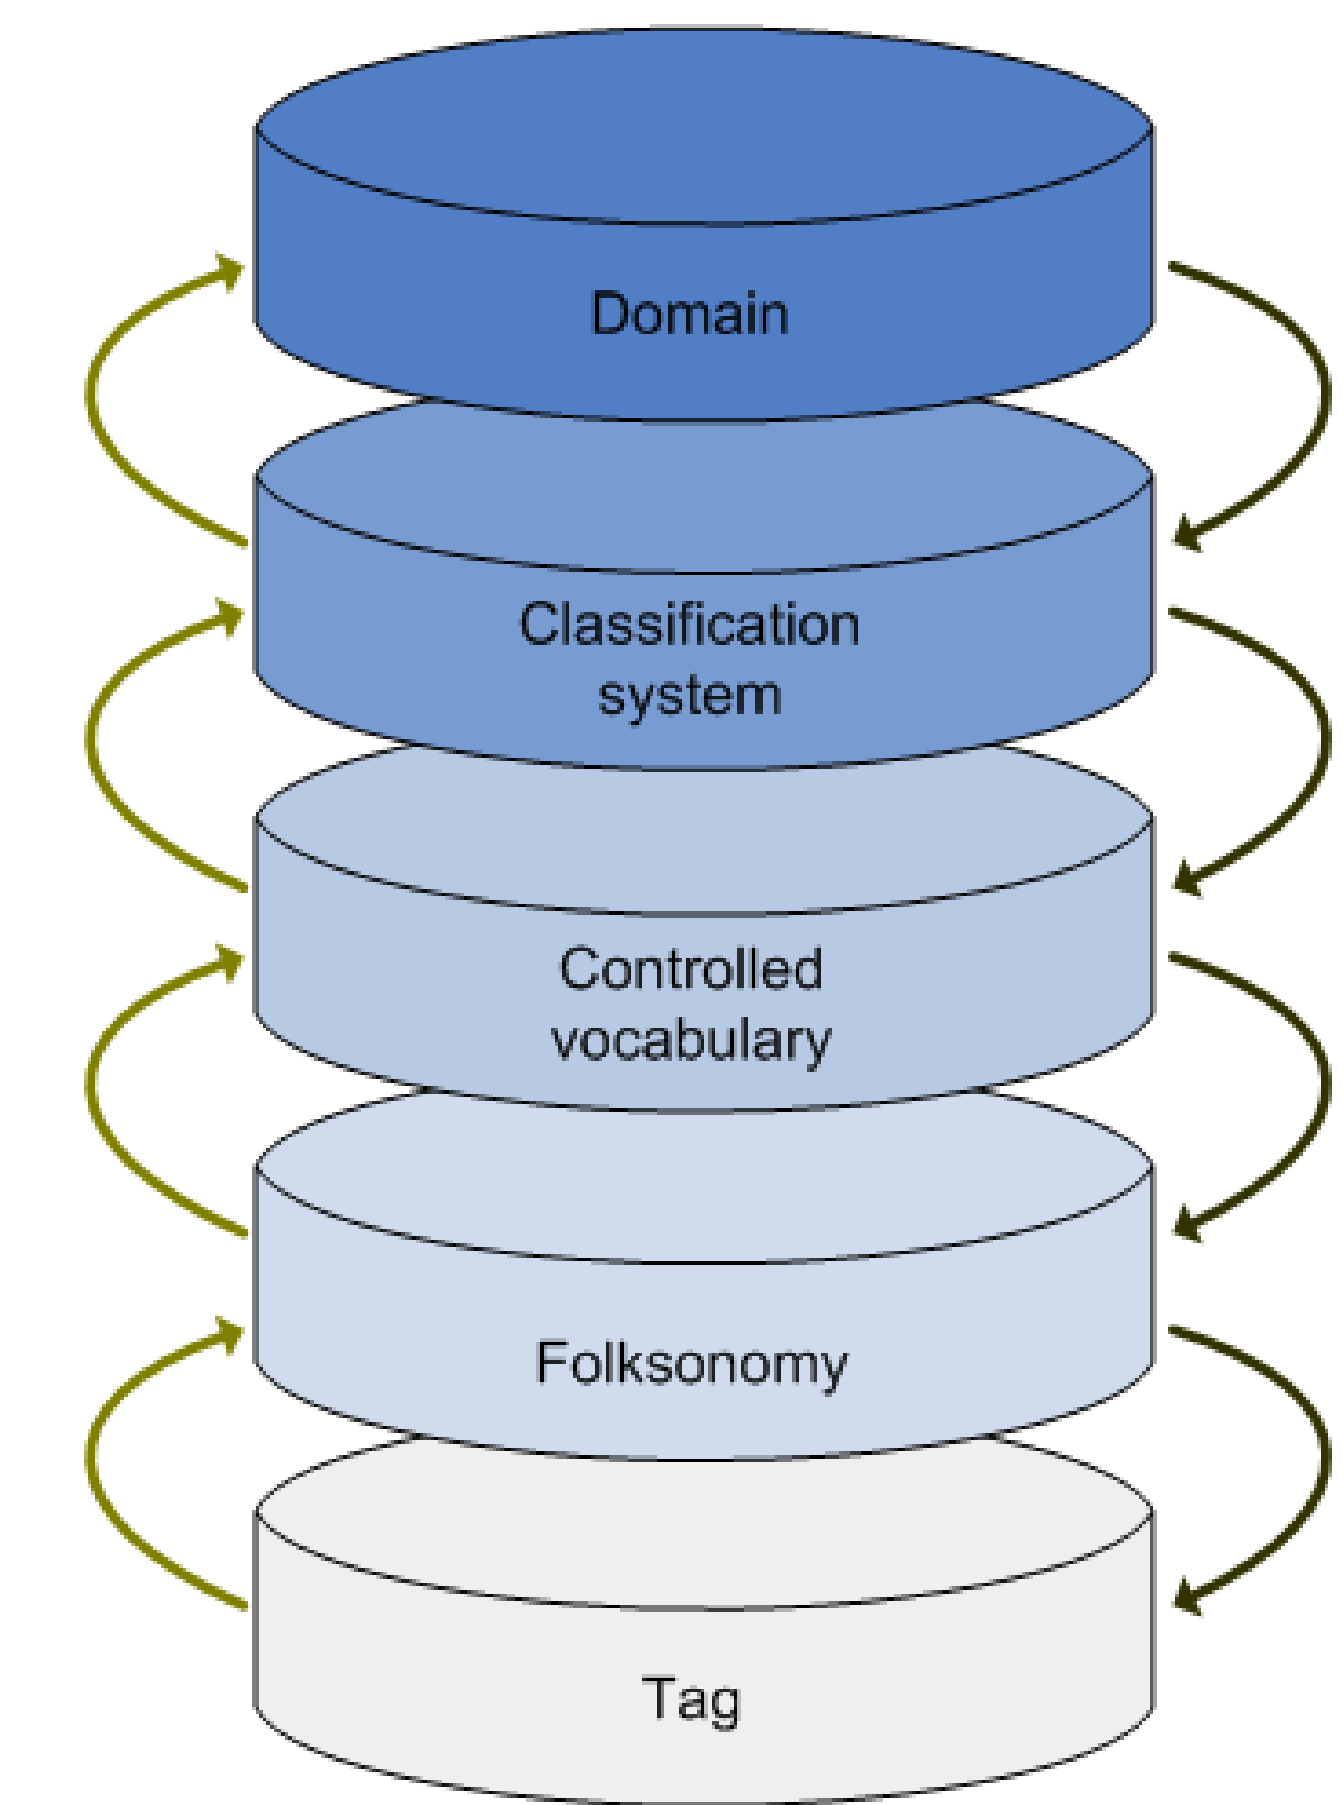 Domain
Classification
system
Controlled
vocabulary
Folksonomy
Tag